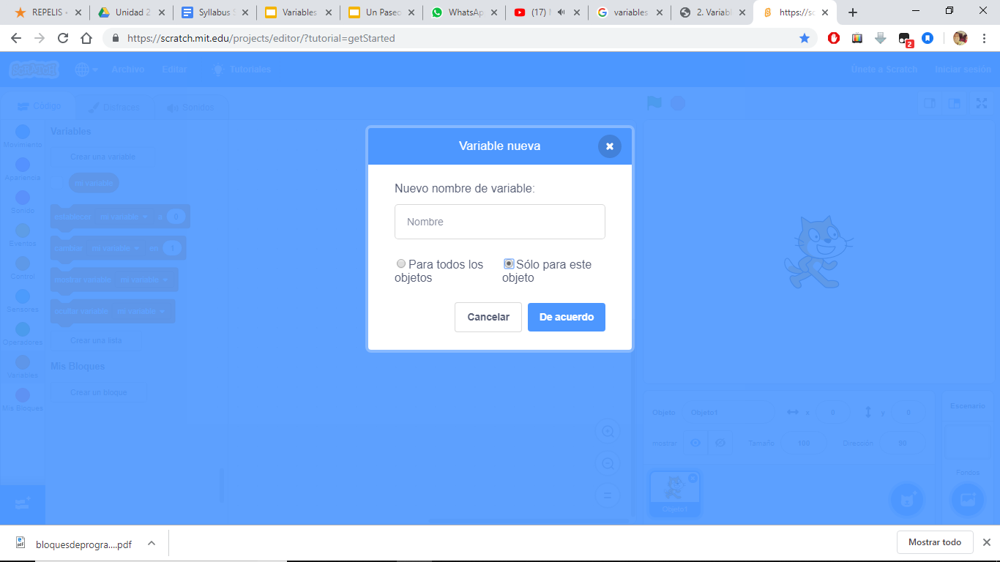 REPELIS
Unidad 2
Syllabus S
Variables
Un Paseo
WhatsAp
(17)
variables
2. Variabl
https://sc
https://scratch.mit.edu/projects/editor/?tutorial=getStarted
2
SCRATCH
Archivo
Editar
Tutoriales
Únete a Scratch
Iniciar sesión
Código
Disfraces
Sonidos
Movimiento
Apariencia
Sonido
Eventos
Control
Sensores
Operadores
Variables
Mis Bloques
Variables
Crear una variable
mi variable
establecer mi variable a 0
cambiar mi variable en 1
mostrar variable mi variable
ocultar variable mi variable
Crear una lista
Mis Bloques
Crear un bloque
Variable nueva
Nuevo nombre de variable:
Nombre
Para todos los
objetos
Sólo para este
objeto
Cancelar
De acuerdo
Objeto Objeto1 x 0 y 0
mostrar Tamaño 100 Dirección 90
Objeto1
Escenario
Fondos
bloquesdeprogra....pdf
Mostrar todo